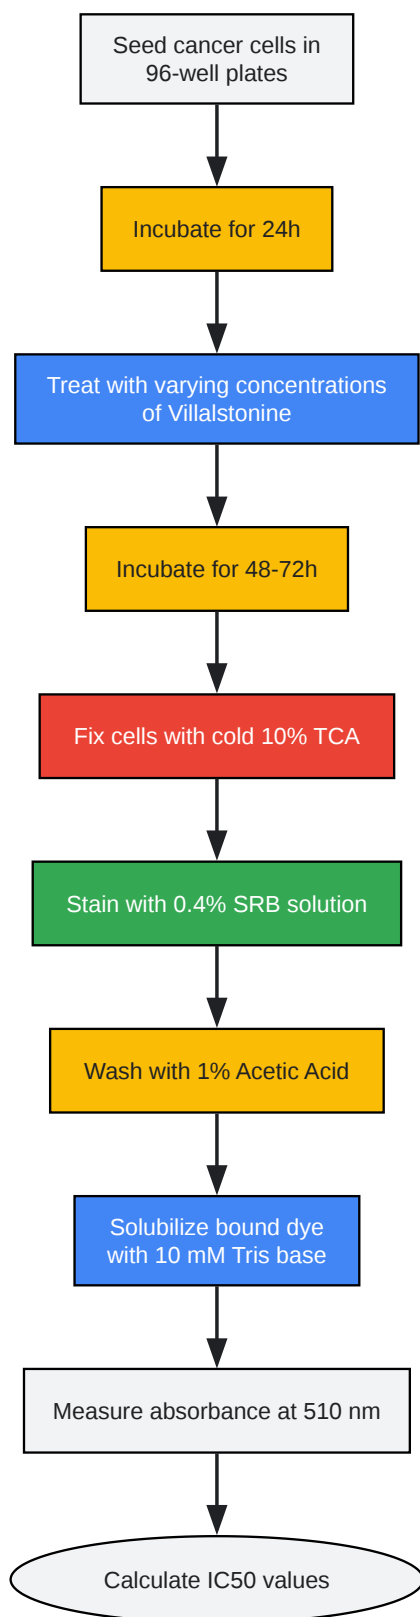 Seed cancer cells in
96-well plates
Incubate for 24h
Treat with varying concentrations
of Villalstonine
Incubate for 48-72h
Fix cells with cold 10% TCA
Stain with 0.4% SRB solution
Wash with 1% Acetic Acid
Solubilize bound dye
with 10 mM Tris base
Measure absorbance at 510 nm
Calculate IC50 values